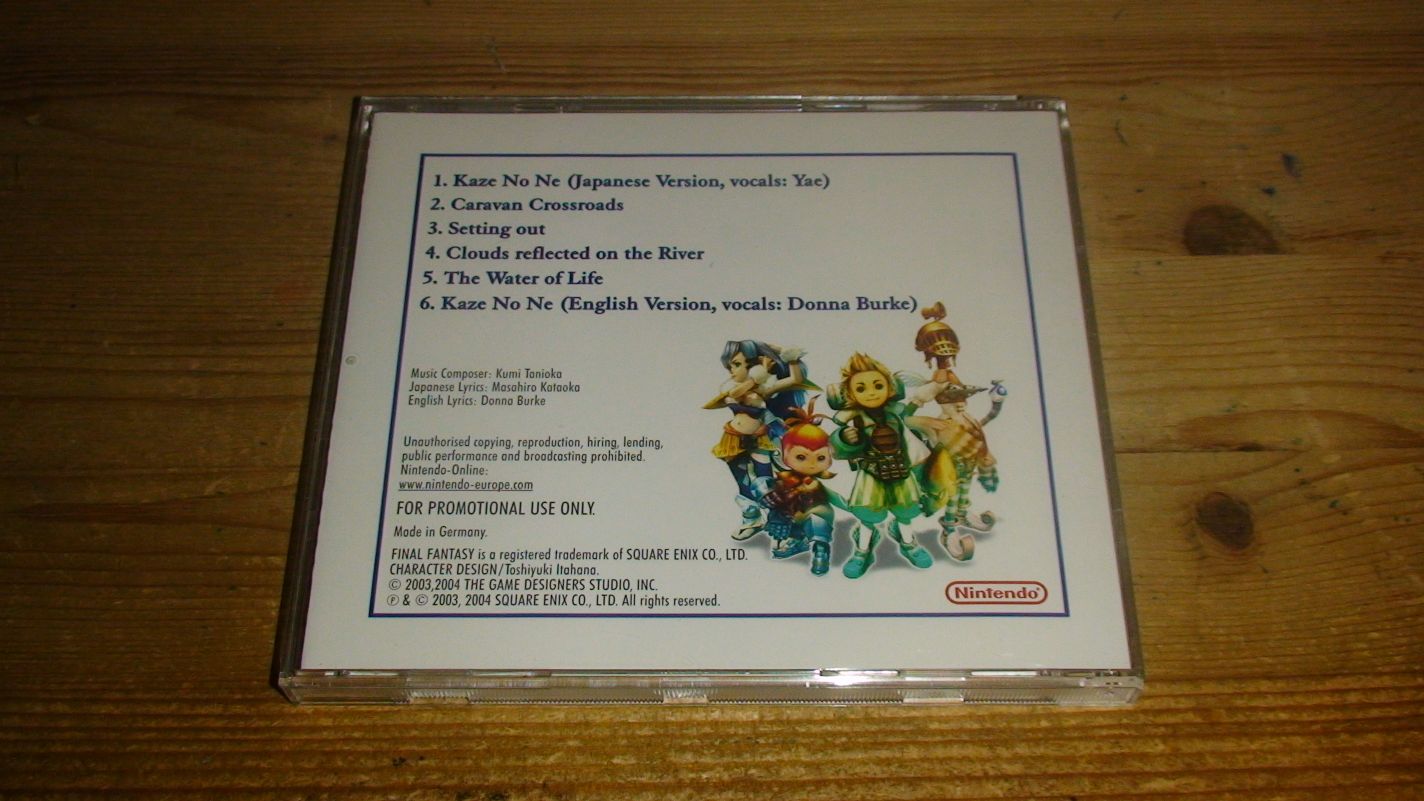 1. Kaze No Ne (Japanese Version, vocals: Yae)
2. Caravan Crossroads
3. Setting out
4. Clouds reflected on the River
5. The Water of Life
6. Kaze No Ne (English Version, vocals: Donna Burke)
Music Composer: Kumi Tanioka
Japanese Lyrics: Masahiro Kataoka
English Lyrics: Donna Burke
Unauthorised copying, reproduction, hiring, lending,
public performance and broadcasting prohibited.
Nintendo-Online:
www.nintendo-europe.com
FOR PROMOTIONAL USE ONLY.
Made in Germany.
FINAL FANTASY is a registered trademark of SQUARE ENIX CO., LTD.
CHARACTER DESIGN/Toshiyuki Itahana.
© 2003,2004 THE GAME DESIGNERS STUDIO, INC.
℗ & © 2003, 2004 SQUARE ENIX CO., LTD. All rights reserved.
Nintendo®